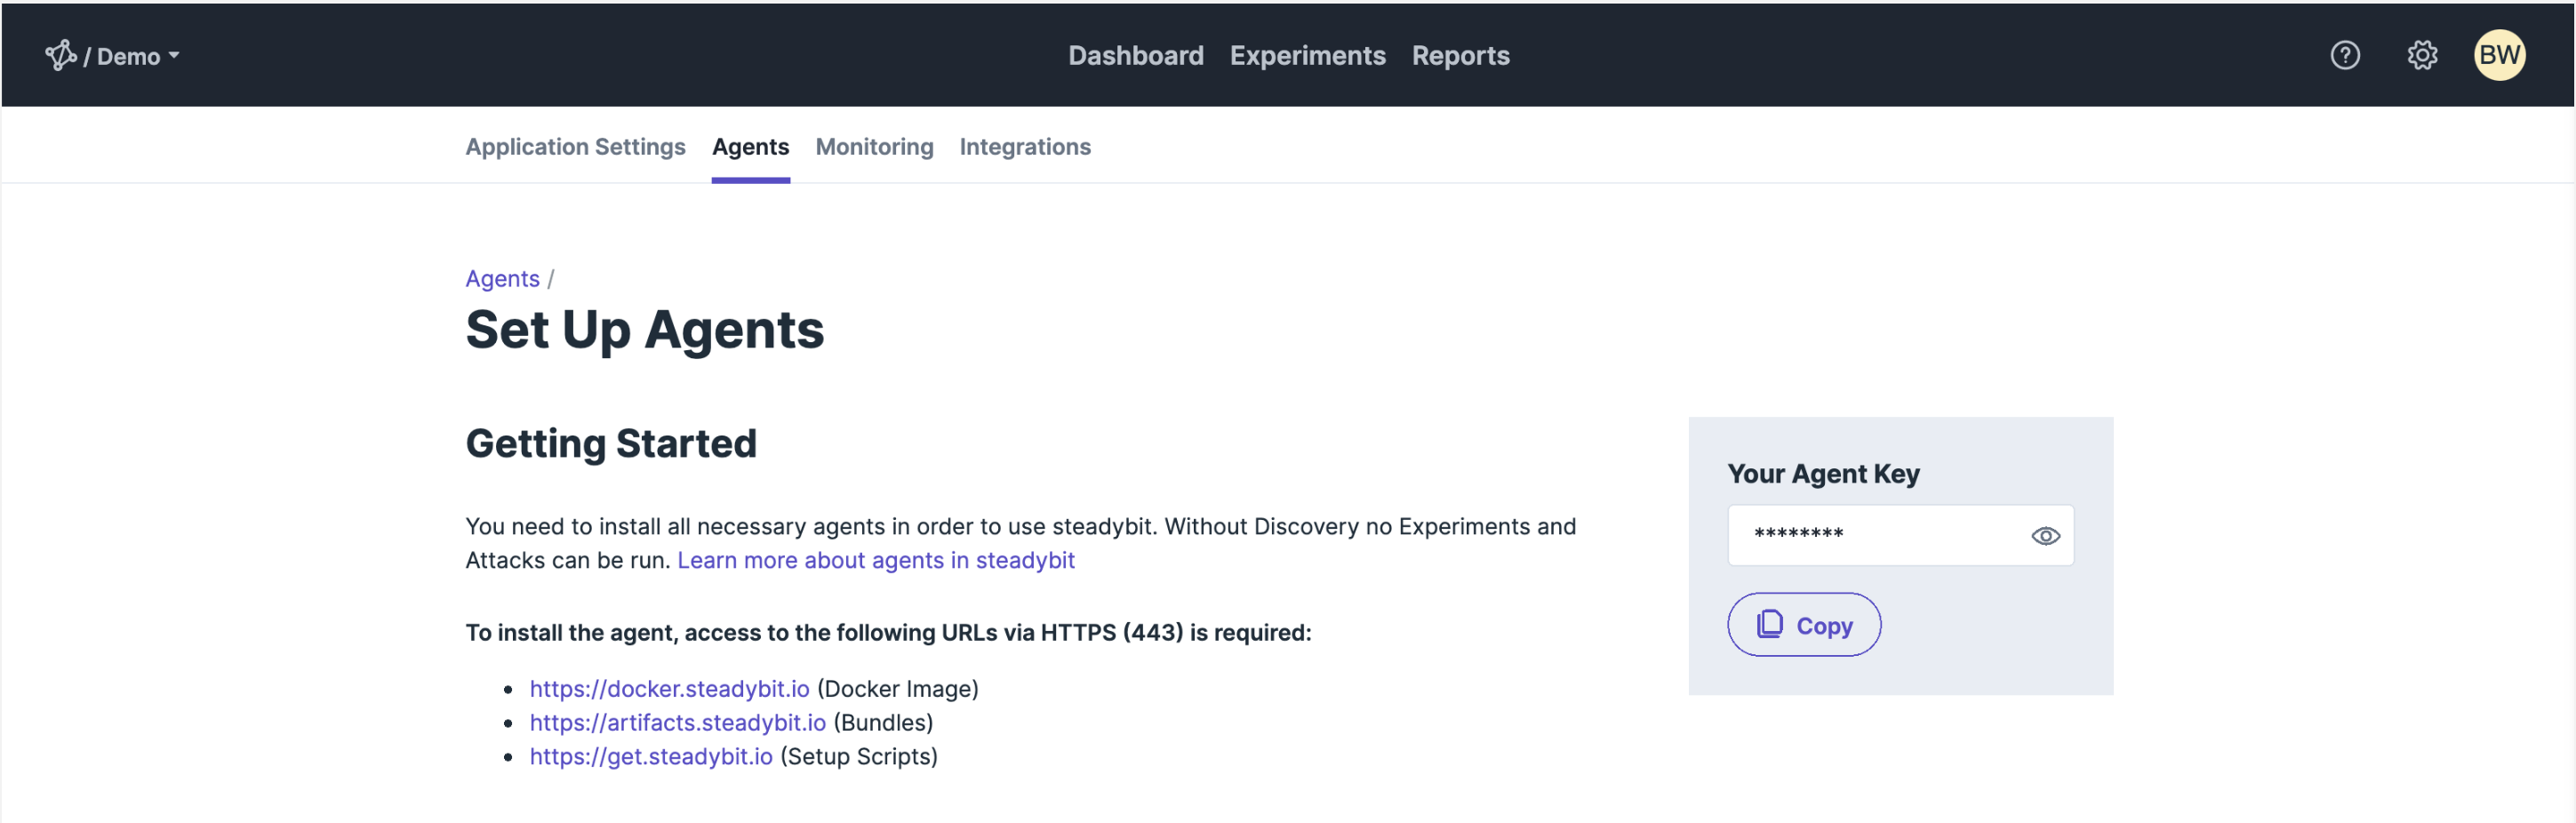 / Demo
Dashboard Experiments Reports
BW
Application Settings Agents Monitoring Integrations
Agents /
Set Up Agents
Getting Started
You need to install all necessary agents in order to use steadybit. Without Discovery no Experiments and
Attacks can be run. Learn more about agents in steadybit
To install the agent, access to the following URLs via HTTPS (443) is required:
• https://docker.steadybit.io (Docker Image)
• https://artifacts.steadybit.io (Bundles)
• https://get.steadybit.io (Setup Scripts)
Your Agent Key
********
Copy